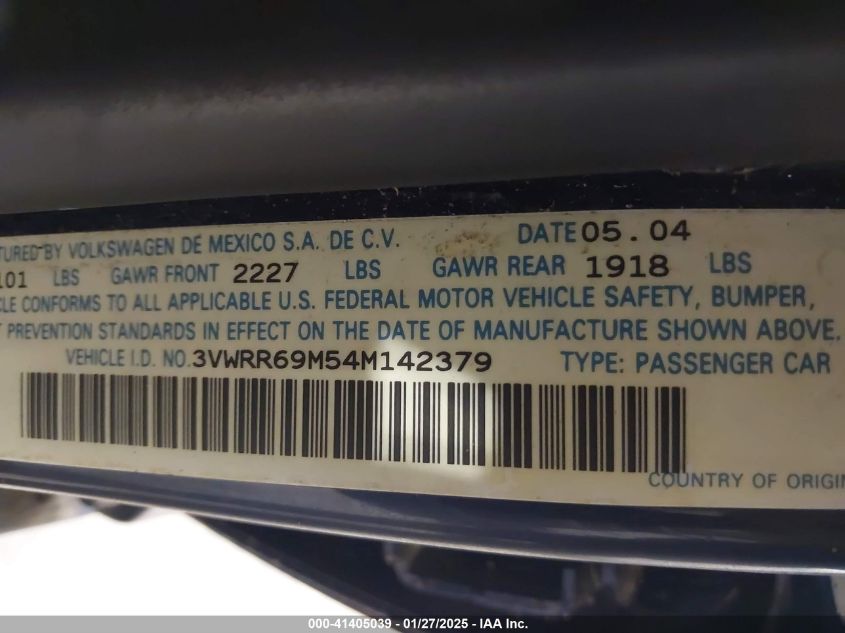 TURED BY VOLKSWAGEN DE MEXICO S.A. DE C.V. DATE 05.04
101 LBS GAWR FRONT 2227 LBS GAWR REAR 1918 LBS
CLE CONFORMS TO ALL APPLICABLE U.S. FEDERAL MOTOR VEHICLE SAFETY, BUMPER,
T PREVENTION STANDARDS IN EFFECT ON THE DATE OF MANUFACTURE SHOWN ABOVE.
VEHICLE I.D. NO. 3VWRR69M54M142379 TYPE: PASSENGER CAR
COUNTRY OF ORIGIN
000-41405039 - 01/27/2025 - IAA Inc.